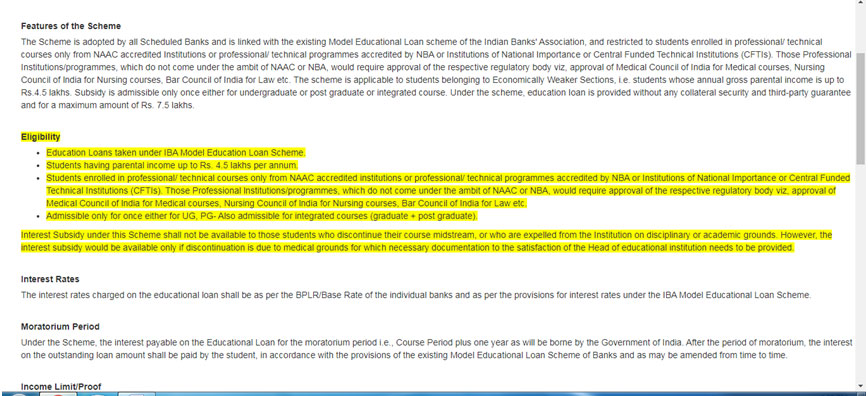 Features of the Scheme
The Scheme is adopted by all Scheduled Banks and is linked with the existing Model Educational Loan scheme of the Indian Banks' Association, and restricted to students enrolled in professional/ technical
courses only from NAAC accredited Institutions or professional/ technical programmes accredited by NBA or Institutions of National Importance or Central Funded Technical Institutions (CFTIs). Those Professional
Institutions/programmes, which do not come under the ambit of NAAC or NBA, would require approval of the respective regulatory body viz, approval of Medical Council of India for Medical courses, Nursing
Council of India for Nursing courses, Bar Council of India for Law etc. The scheme is applicable to students belonging to Economically Weaker Sections, i.e. students whose annual gross parental income is up to
Rs.4.5 lakhs. Subsidy is admissible only once either for undergraduate or post graduate or integrated course. Under the scheme, education loan is provided without any collateral security and third-party guarantee
and for a maximum amount of Rs. 7.5 lakhs.
Eligibility
• Education Loans taken under IBA Model Education Loan Scheme.
• Students having parental income up to Rs. 4.5 lakhs per annum.
• Students enrolled in professional/ technical courses only from NAAC accredited institutions or professional/ technical programmes accredited by NBA or Institutions of National Importance or Central Funded
Technical Institutions (CFTIs). Those Professional Institutions/programmes, which do not come under the ambit of NAAC or NBA, would require approval of the respective regulatory body viz, approval of
Medical Council of India for Medical courses, Nursing Council of India for Nursing courses, Bar Council of India for Law etc.
• Admissible only for once either for UG, PG- Also admissible for integrated courses (graduate + post graduate).
Interest Subsidy under this Scheme shall not be available to those students who discontinue their course midstream, or who are expelled from the Institution on disciplinary or academic grounds. However, the
interest subsidy would be available only if discontinuation is due to medical grounds for which necessary documentation to the satisfaction of the Head of educational institution needs to be provided.
Interest Rates
The interest rates charged on the educational loan shall be as per the BPLR/Base Rate of the individual banks and as per the provisions for interest rates under the IBA Model Educational Loan Scheme.
Moratorium Period
Under the Scheme, the interest payable on the Educational Loan for the moratorium period i.e., Course Period plus one year as will be borne by the Government of India. After the period of moratorium, the interest
on the outstanding loan amount shall be paid by the student, in accordance with the provisions of the existing Model Educational Loan Scheme of Banks and as may be amended from time to time.
Income Limit/Proof